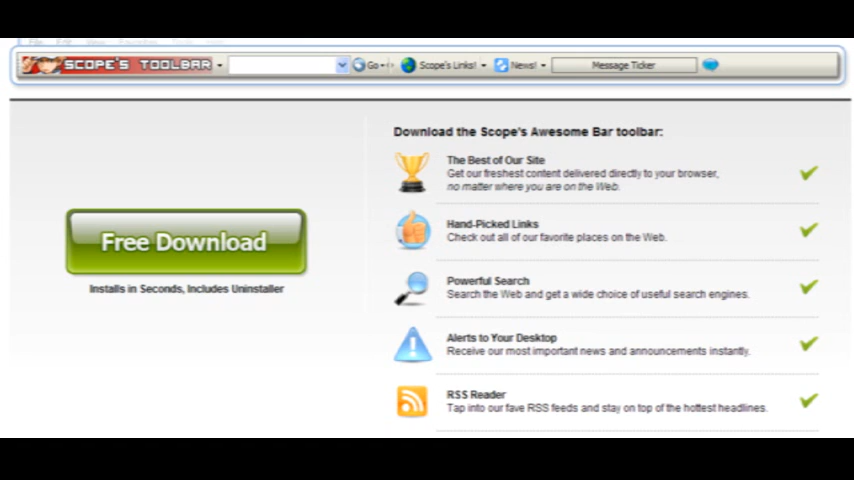 SCOPE'S TOOLBAR Go Scope's Links! News! Message Ticker
Download the Scope's Awesome Bar toolbar:
The Best of Our Site
Get our freshest content delivered directly to your browser,
no matter where you are on the Web.
Hand-Picked Links
Check out all of our favorite places on the Web.
Free Download
Installs in Seconds, Includes Uninstaller
Powerful Search
Search the Web and get a wide choice of useful search engines.
Alerts to Your Desktop
Receive our most important news and announcements instantly.
RSS Reader
Tap into our fave RSS feeds and stay on top of the hottest headlines.